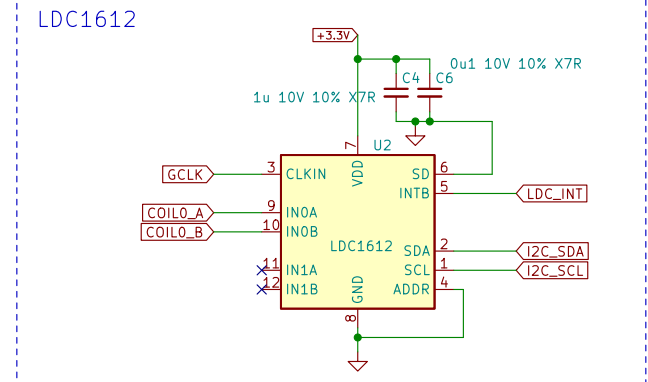 LDC1612
+3.3V
0u1 10V 10% X7R
C4 C6
1u 10V 10% X7R
7 U2
3 CLKIN VDD SD 6
GCLK
INTB 5 LDC_INT
COIL0_A 9 IN0A
COIL0_B 10 IN0B
LDC1612 SDA 2 I2C_SDA
11 IN1A SCL 1 I2C_SCL
12 IN1B GND ADDR 4
8